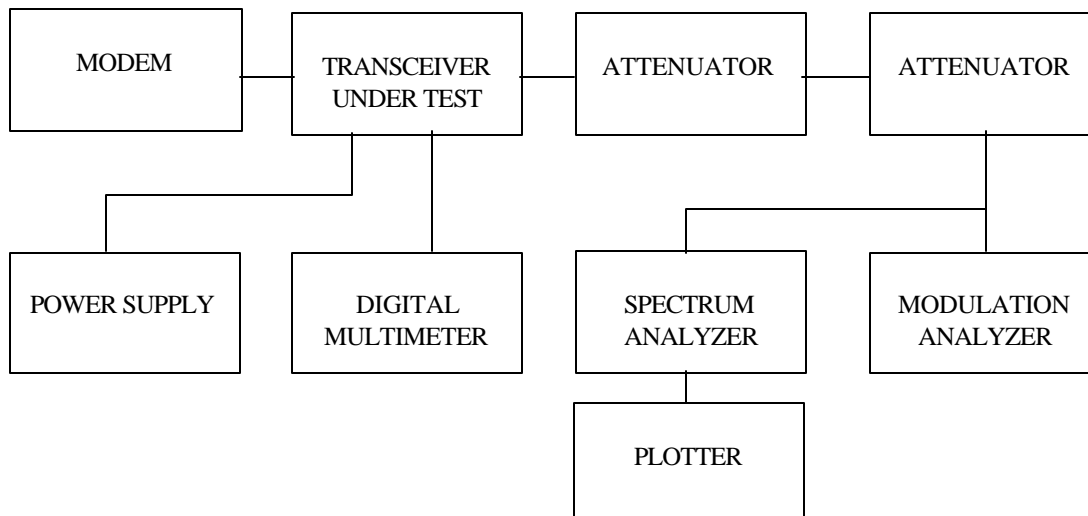 MODEM
TRANSCEIVER
UNDER TEST
ATTENUATOR
ATTENUATOR
POWER SUPPLY
DIGITAL
MULTIMETER
SPECTRUM
ANALYZER
MODULATION
ANALYZER
PLOTTER